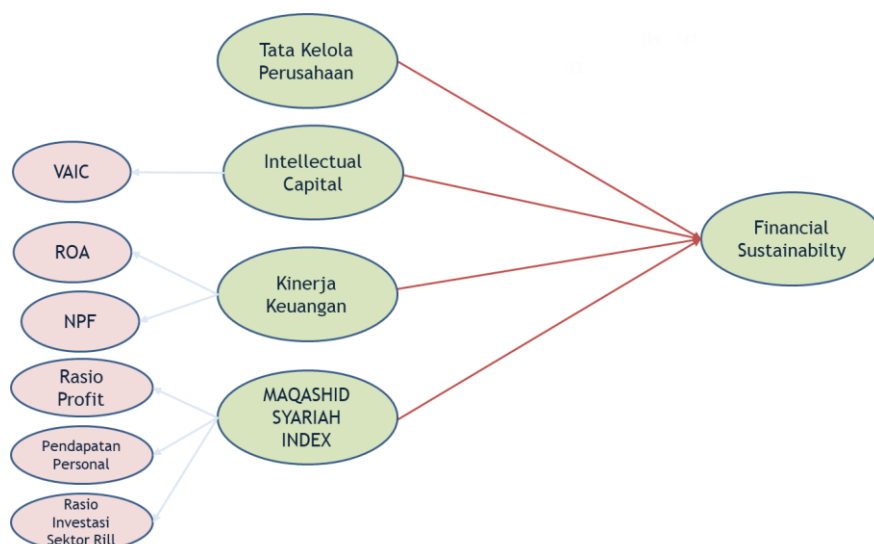 Tata Kelola
Perusahaan
VAIC
Intellectual
Capital
ROA
Financial
Sustainabilty
Kinerja
Keuangan
NPF
Rasio
Profit
MAQASHID
SYARIAH
INDEX
Pendapatan
Personal
Rasio
Investasi
Sektor Rill